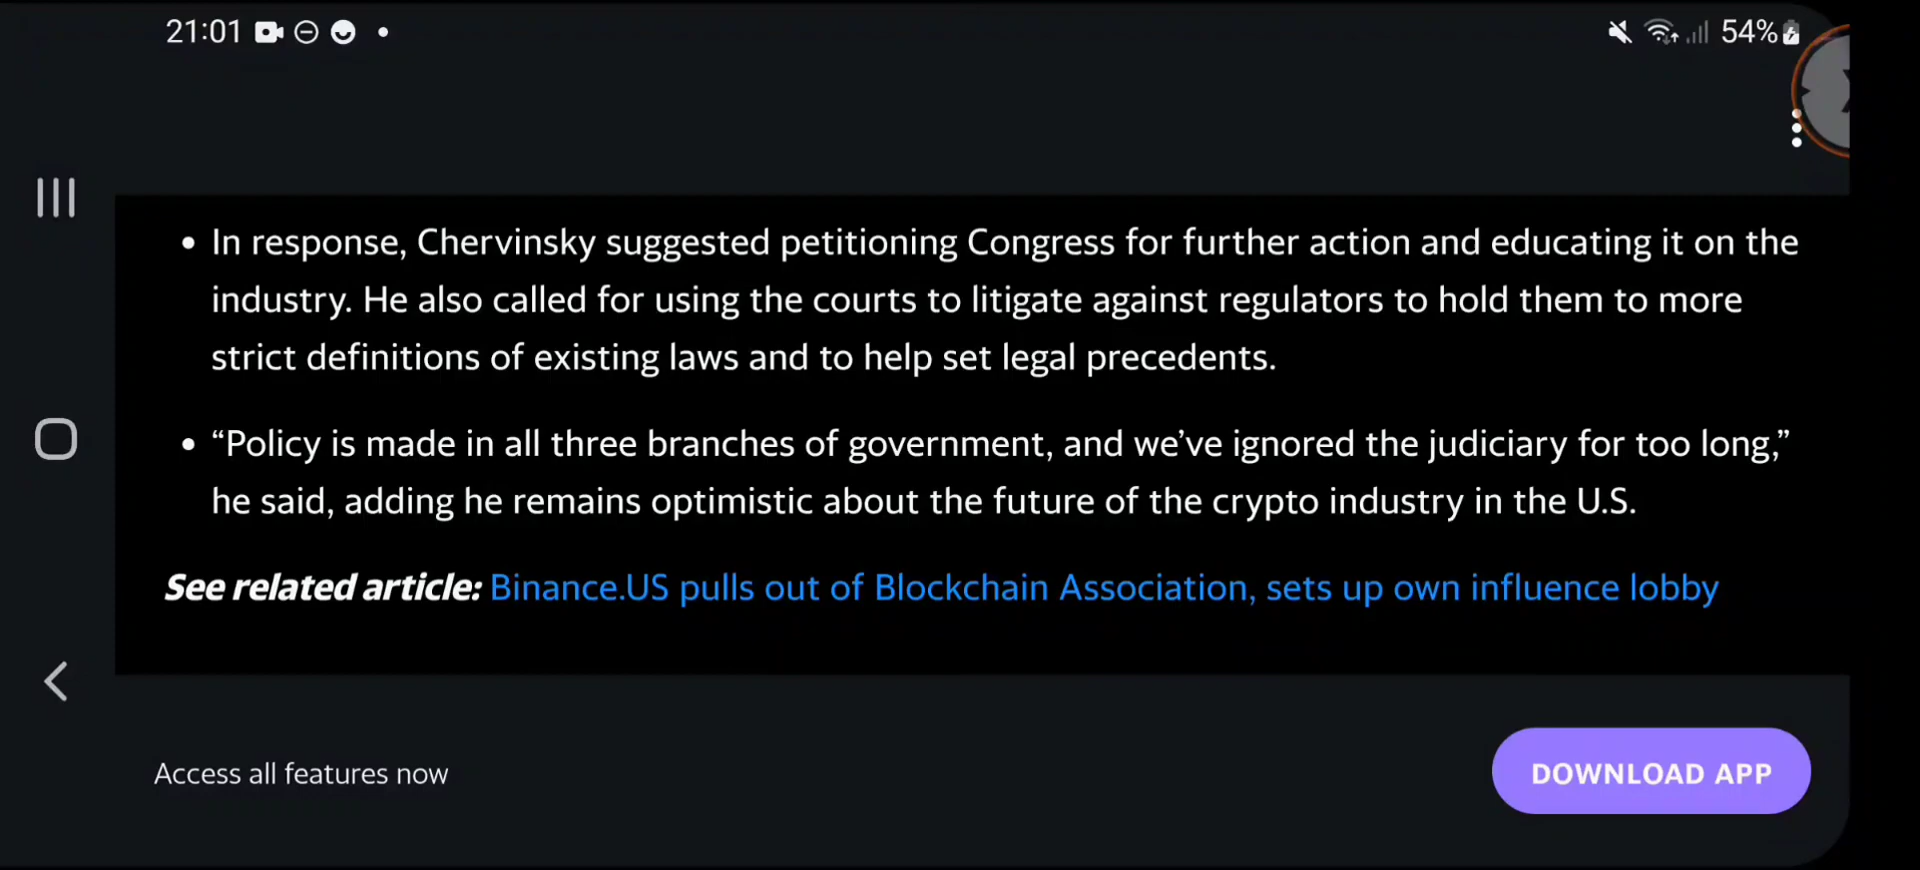 21:01
54%
• In response, Chervinsky suggested petitioning Congress for further action and educating it on the
industry. He also called for using the courts to litigate against regulators to hold them to more
strict definitions of existing laws and to help set legal precedents.
• “Policy is made in all three branches of government, and we’ve ignored the judiciary for too long,”
he said, adding he remains optimistic about the future of the crypto industry in the U.S.
See related article: Binance.US pulls out of Blockchain Association, sets up own influence lobby
Access all features now
DOWNLOAD APP